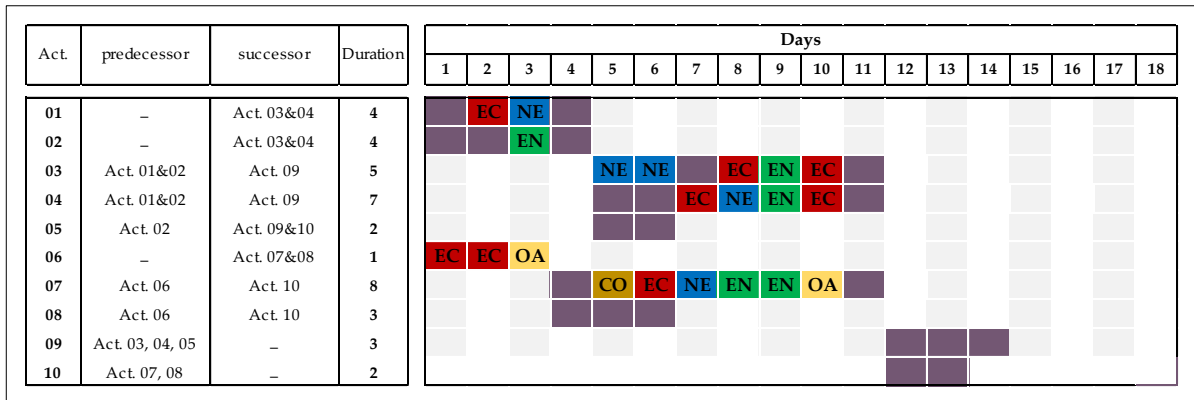 Act. predecessor successor Duration Days
1 2 3 4 5 6 7 8 9 10 11 12 13 14 15 16 17 18
01 – Act. 03&04 4 EC NE
02 – Act. 03&04 4 EN
03 Act. 01&02 Act. 09 5 NE NE EC EN EC
04 Act. 01&02 Act. 09 7 EC NE EN EC
05 Act. 02 Act. 09&10 2
06 – Act. 07&08 1 EC EC OA
07 Act. 06 Act. 10 8 CO EC NE EN EN OA
08 Act. 06 Act. 10 3
09 Act. 03, 04, 05 – 3
10 Act. 07, 08 – 2